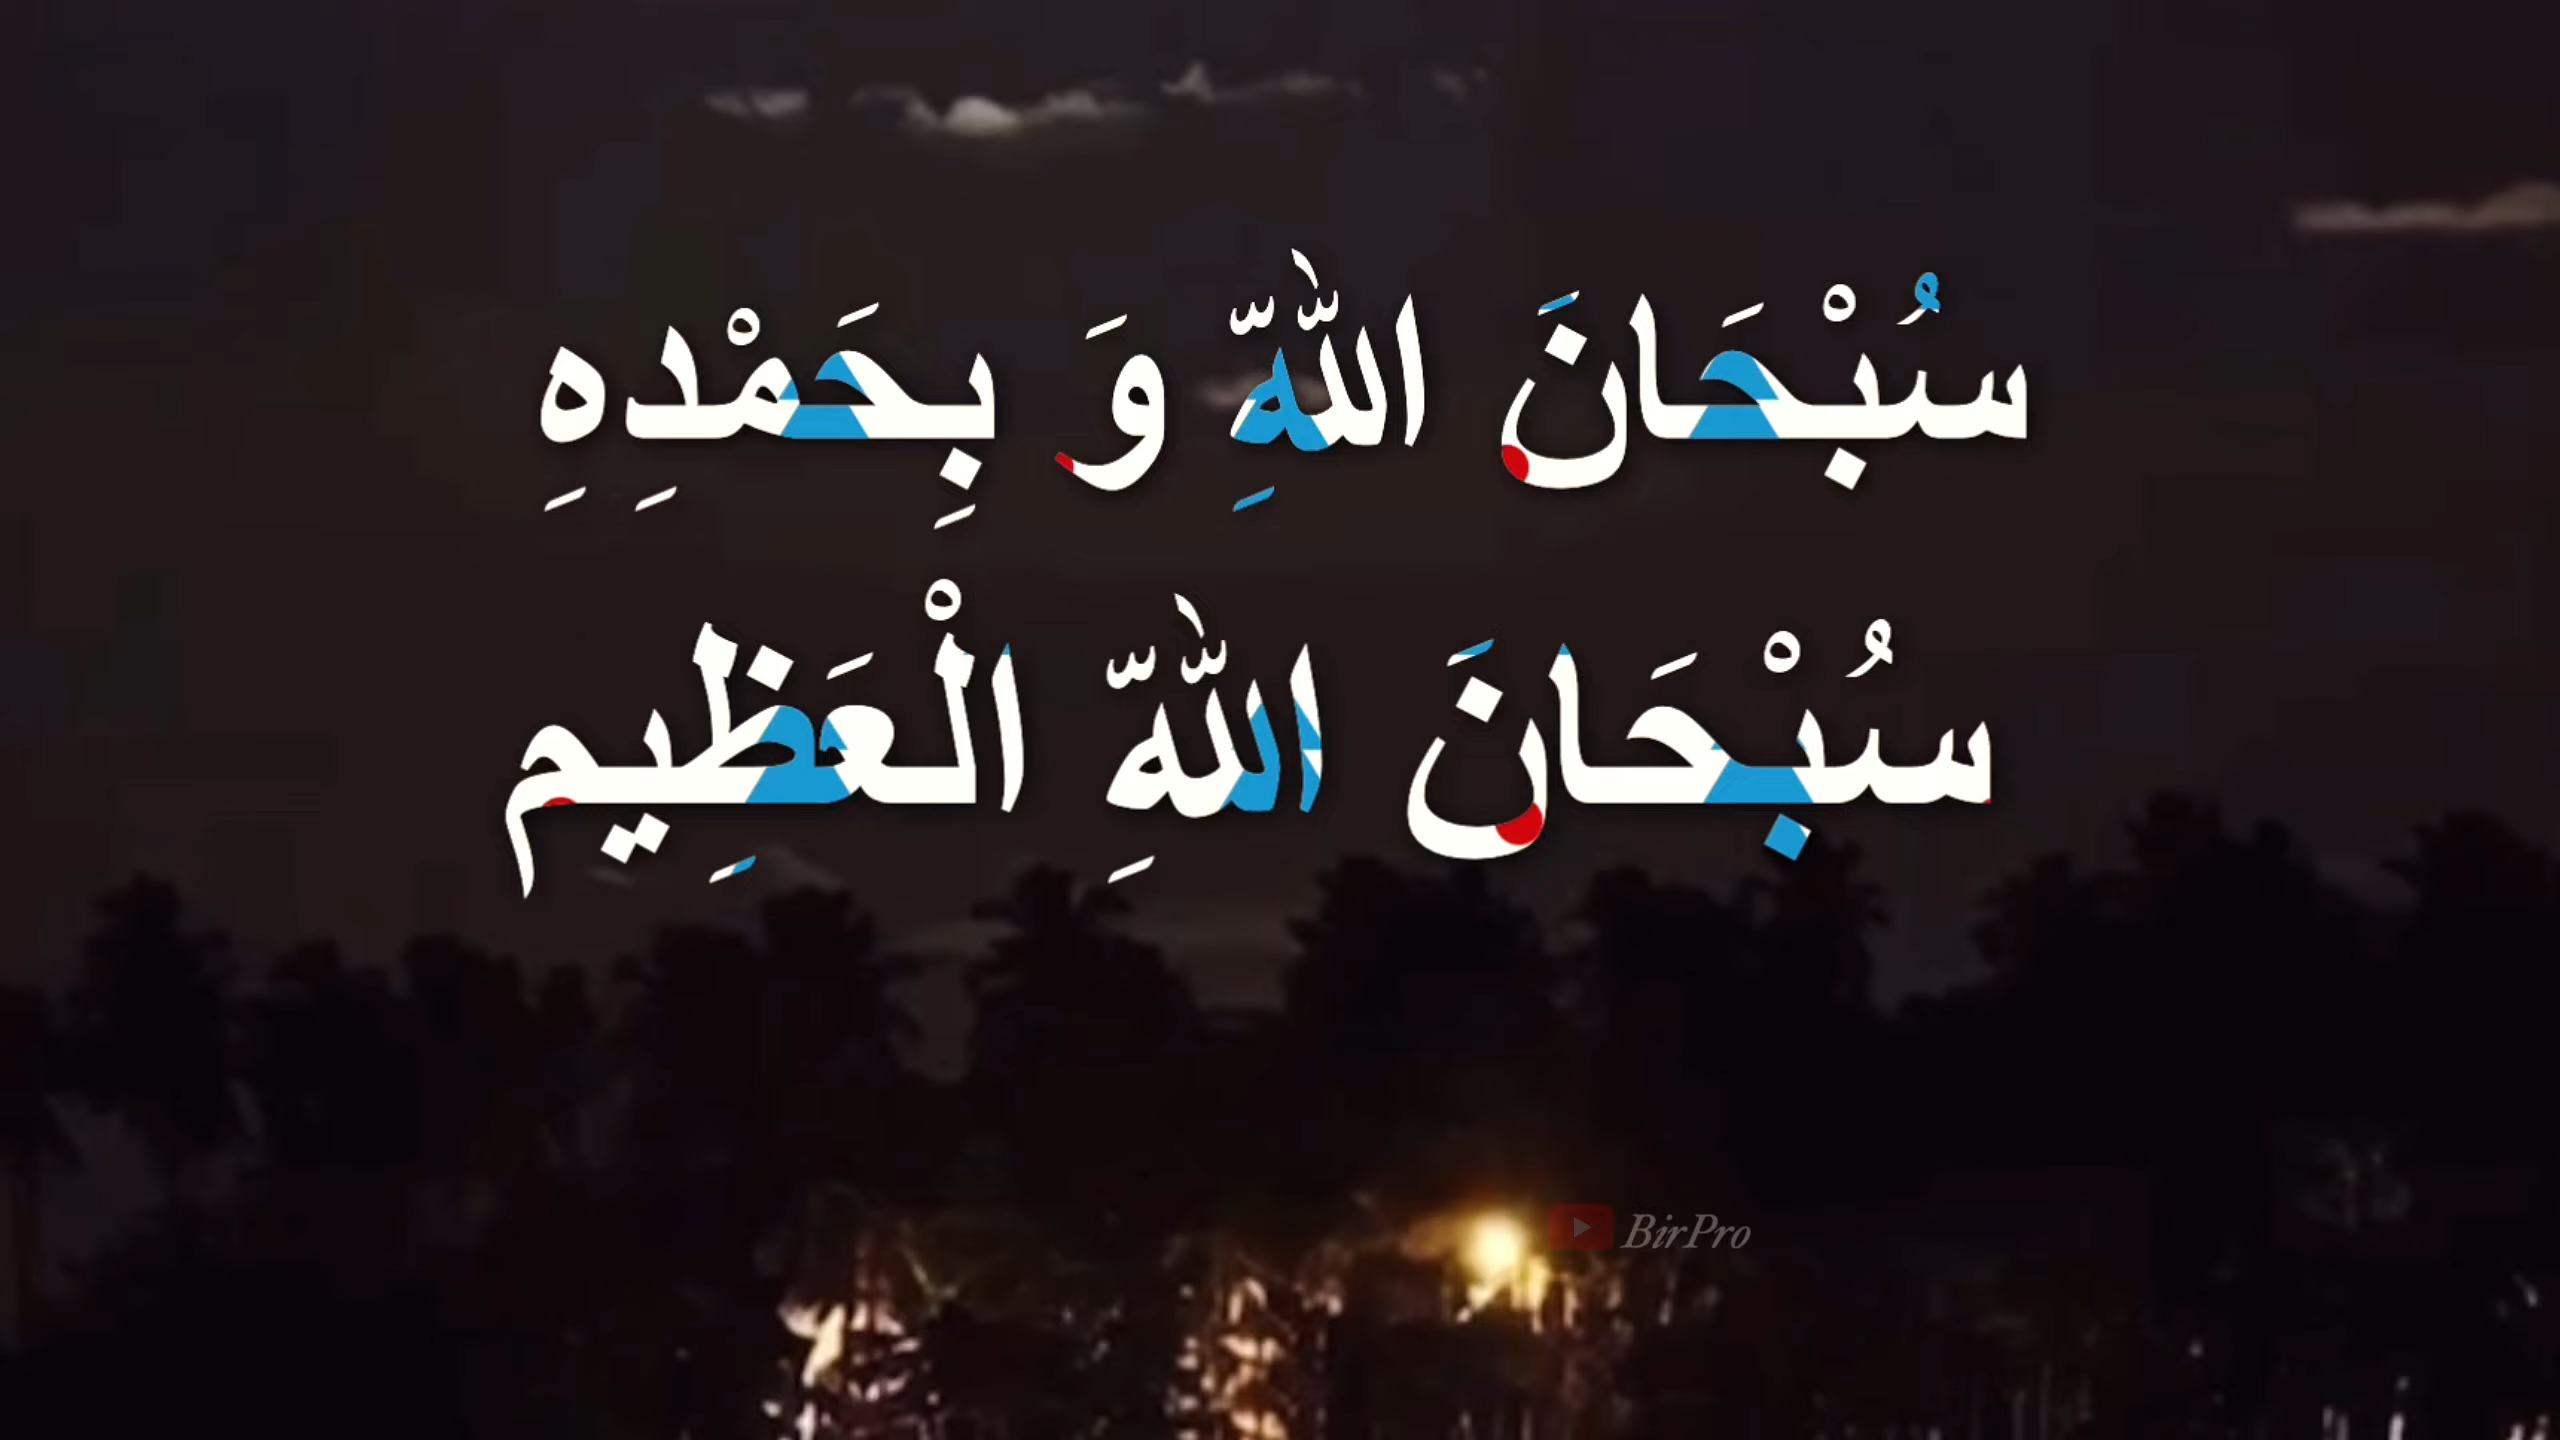 سُبْحَانَ اللّٰهِ وَ بِحَمْدِهِ
سُبْحَانَ اللّٰهِ الْعَظِيم
BirPro